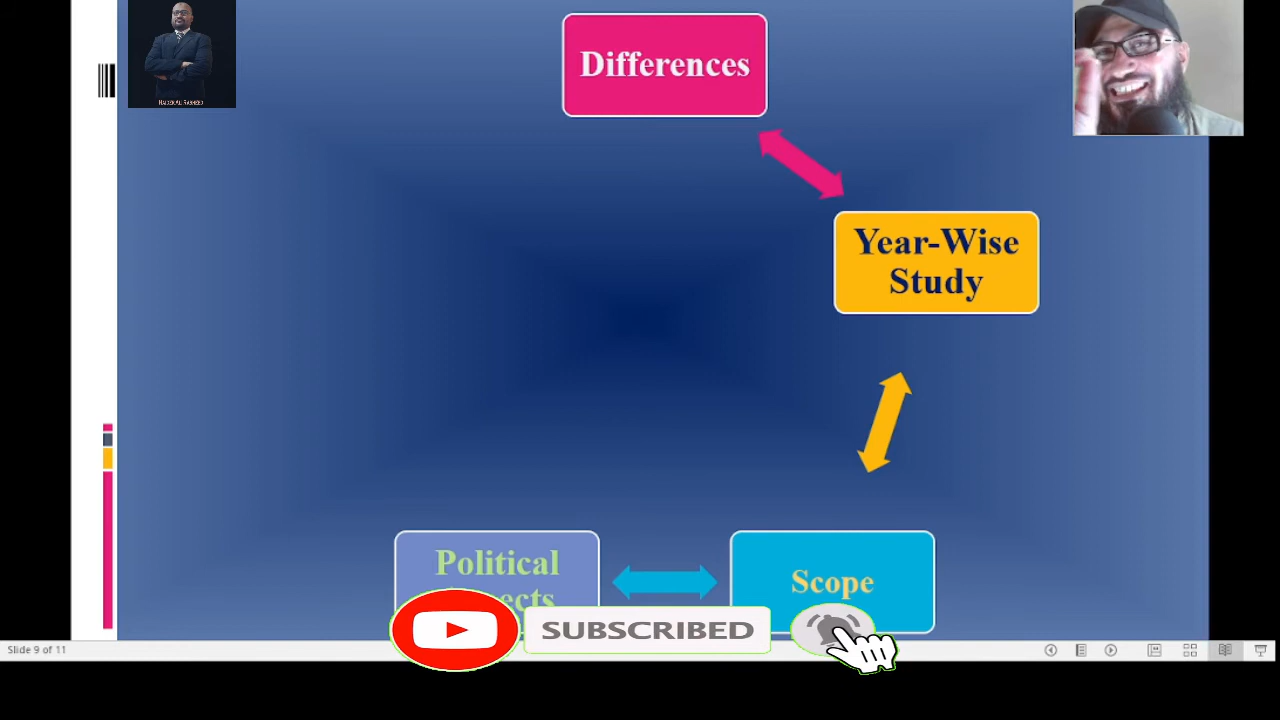 Differences
Year-Wise
Study
Political
Scope
SUBSCRIBED
Slide 9 of 11